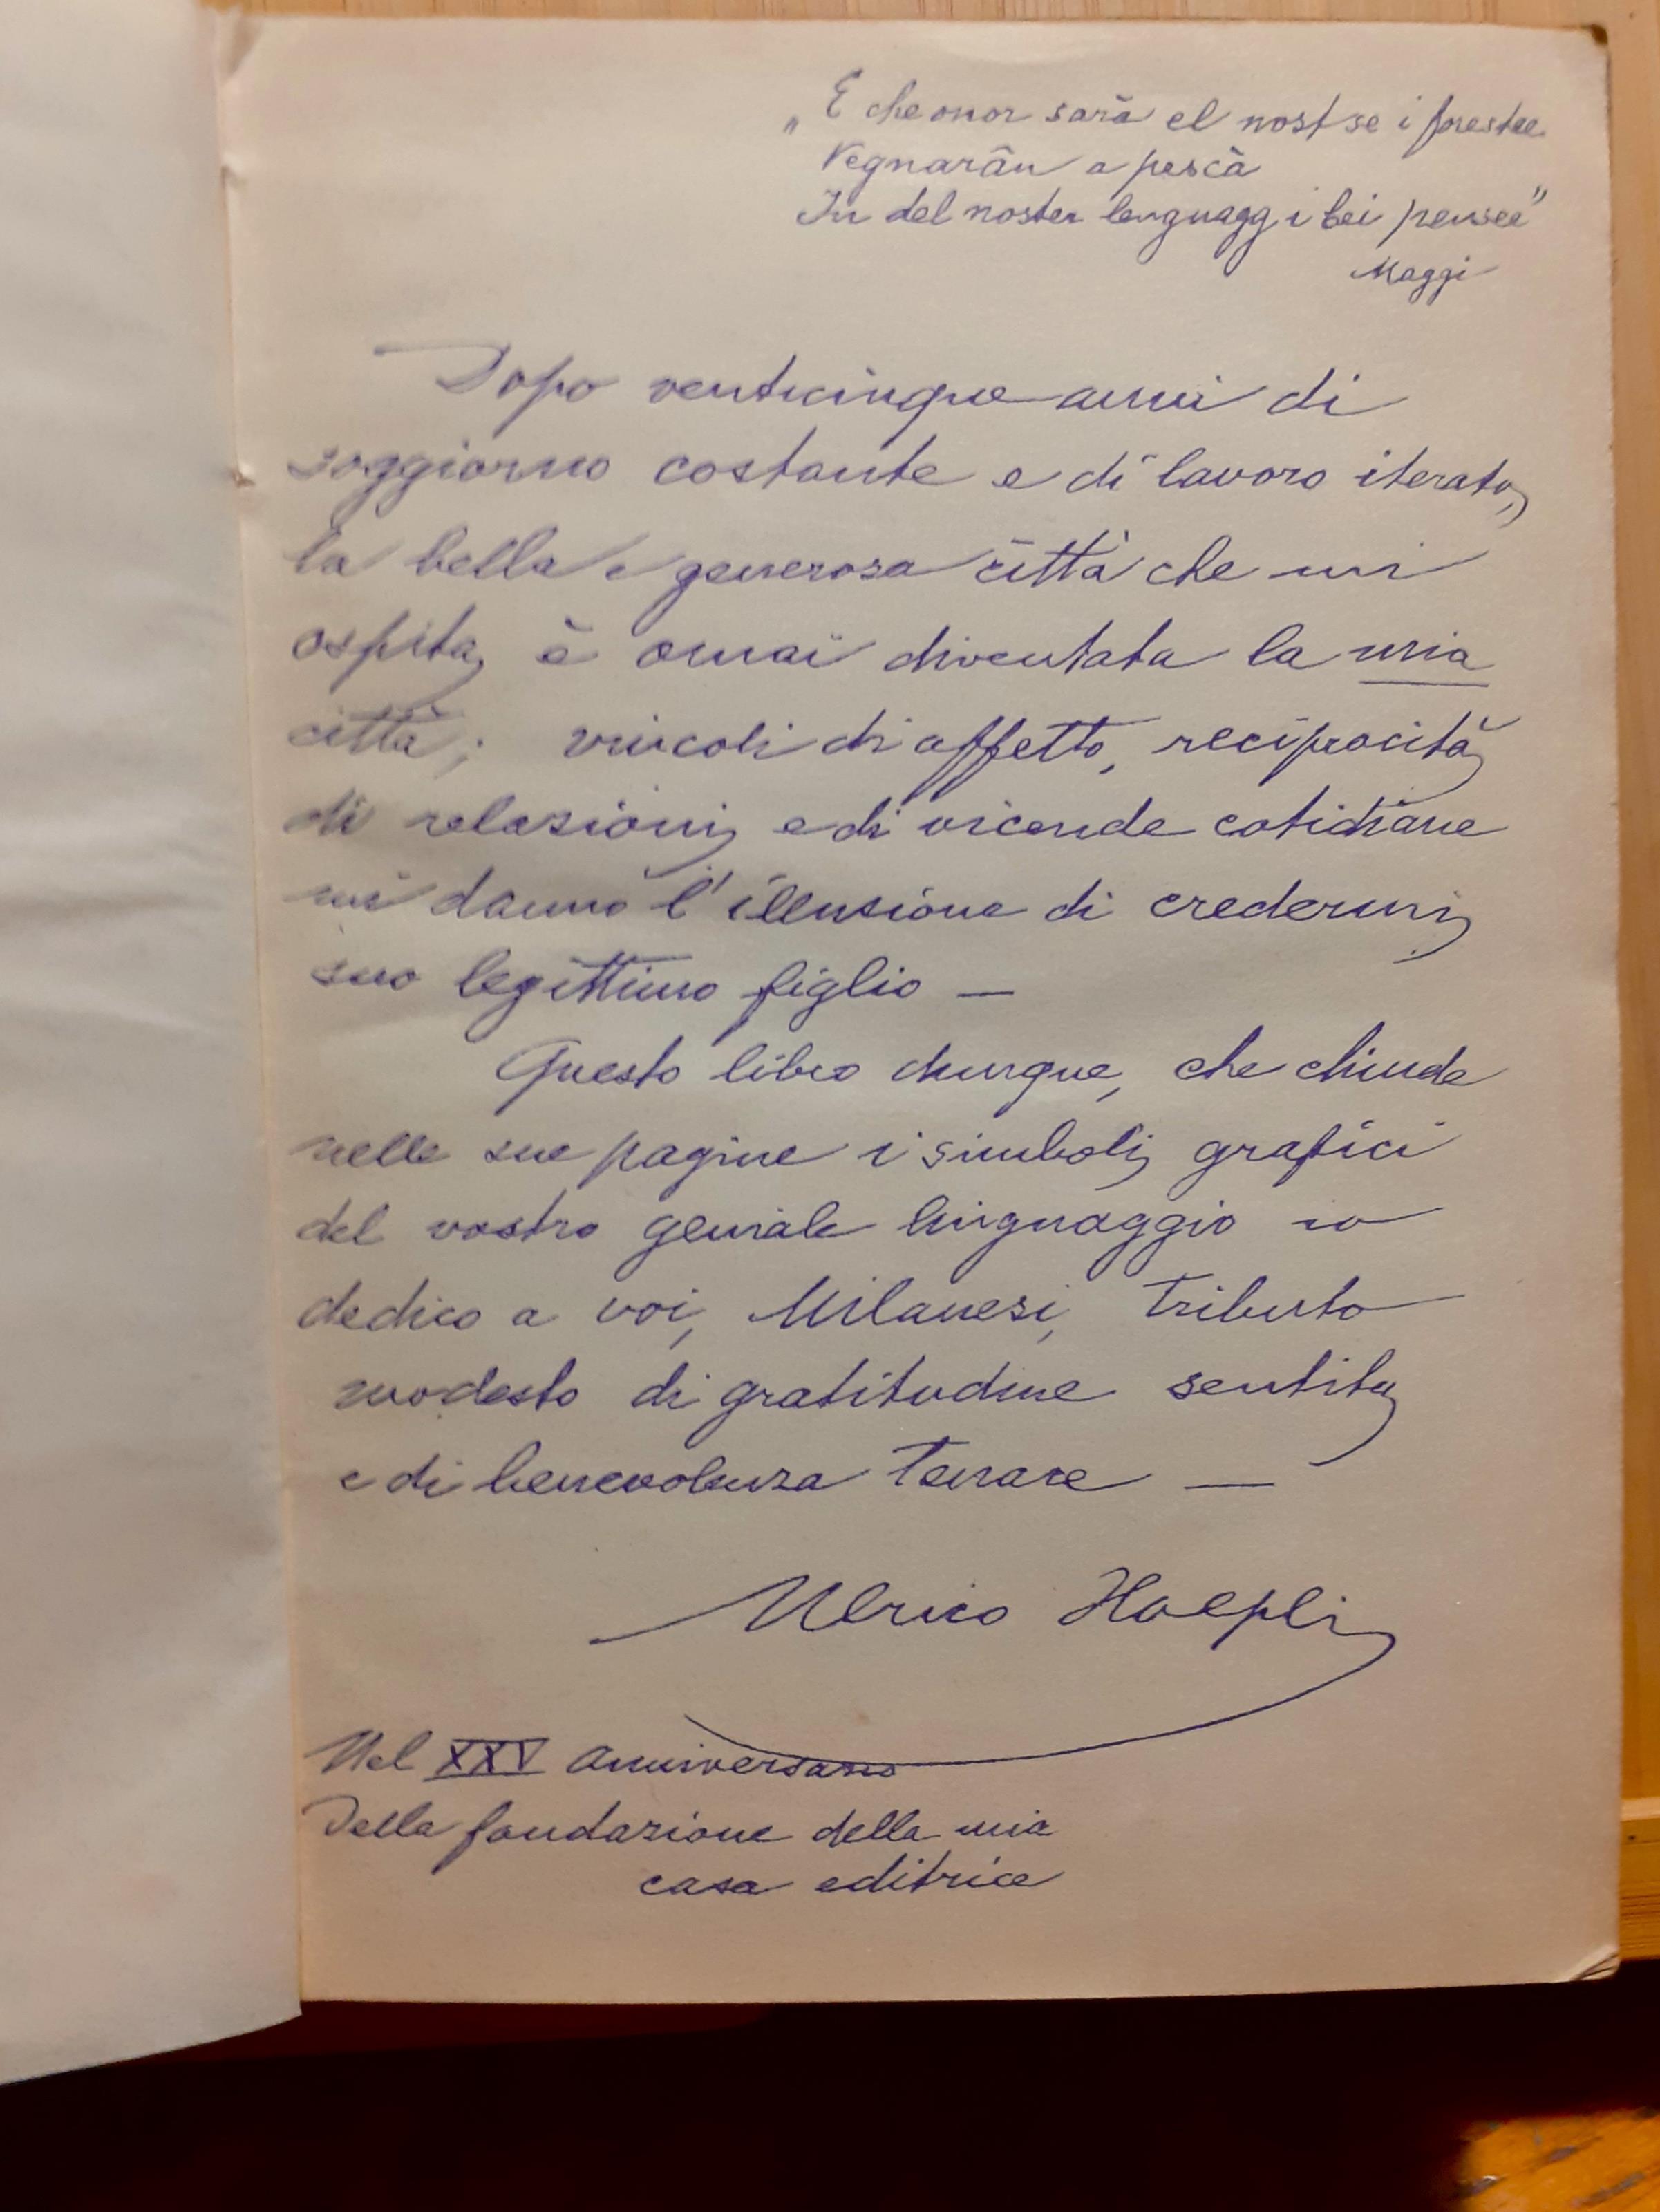 „E che onor sarà el nost se i forestee
Vegnarân a pescà
In del noster lenguagg i bei pensee"
Maggi
Dopo venticinque anni di
soggiorno costante e di lavoro iterato,
la bella e generosa città che mi
ospita, è omai diventata la mia
città; vincoli di affetto, reciprocità
di relazioni e di vicende cotidiane
mi danno l'illusione di credermi
suo legittimo figlio —
Questo libro dunque, che chiude
nelle sue pagine i simboli grafici
del vostro geniale linguaggio io
dedico a voi, Milanesi, tributo
modesto di gratitudine sentita
e di benevolenza tenace —
Ulrico Hoepli
Nel XXV anniversario
Della fondazione della mia
casa editrice